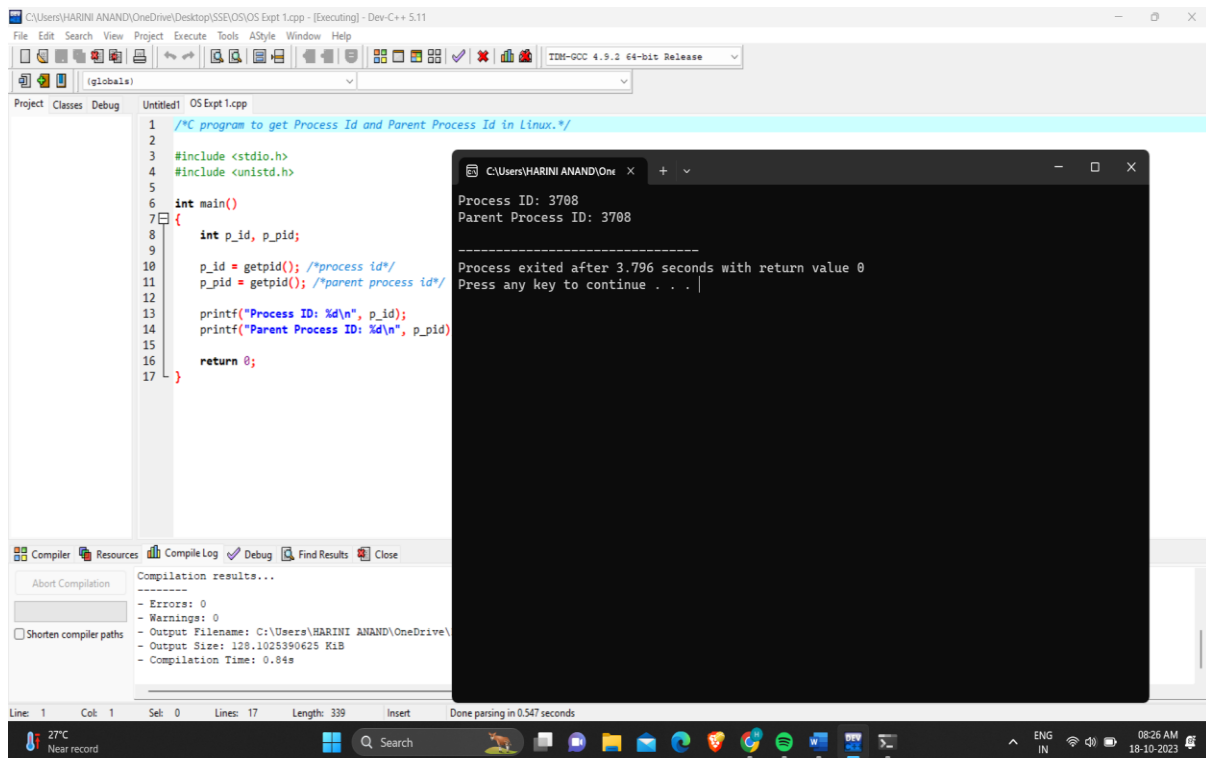 C:\Users\HARINI ANAND\OneDrive\Desktop\SSE\OS\OS Expt 1.cpp - [Executing] - Dev-C++ 5.11
File Edit Search View Project Execute Tools AStyle Window Help
TDM-GCC 4.9.2 64-bit Release
(globals)
Project Classes Debug
Untitled1 OS Expt 1.cpp
1 /*C program to get Process Id and Parent Process Id in Linux.*/
2
3 #include <stdio.h>
4 #include <unistd.h>
5
6 int main()
7 {
8 int p_id, p_pid;
9
10 p_id = getpid(); /*process id*/
11 p_pid = getpid(); /*parent process id*/
12
13 printf("Process ID: %d\n", p_id);
14 printf("Parent Process ID: %d\n", p_pid)
15
16 return 0;
17 }
C:\Users\HARINI ANAND\One
Process ID: 3708
Parent Process ID: 3708
--------------------------------
Process exited after 3.796 seconds with return value 0
Press any key to continue . . .
Compiler Resources Compile Log Debug Find Results Close
Abort Compilation
Shorten compiler paths
Compilation results...
--------
- Errors: 0
- Warnings: 0
- Output Filename: C:\Users\HARINI ANAND\OneDrive\
- Output Size: 128.1025390625 KiB
- Compilation Time: 0.84s
Line: 1 Col: 1 Sel: 0 Lines: 17 Length: 339 Insert Done parsing in 0.547 seconds
27°C
Near record
Search
DEV
W
ENG
IN
08:26 AM
18-10-2023